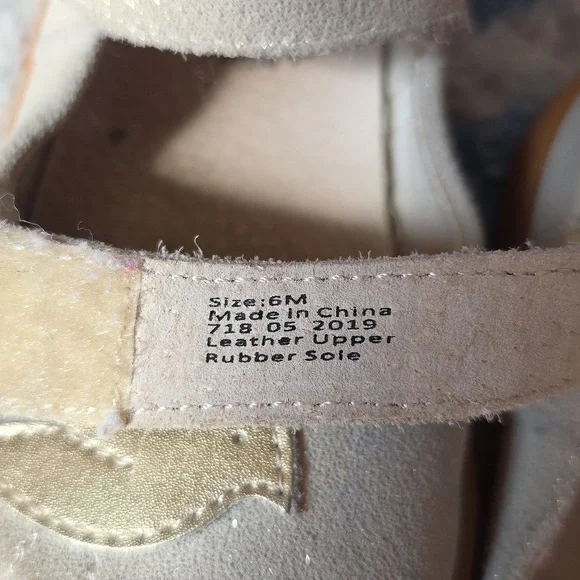 Size:6M
Made in China
718 05 2019
Leather Upper
Rubber Sole